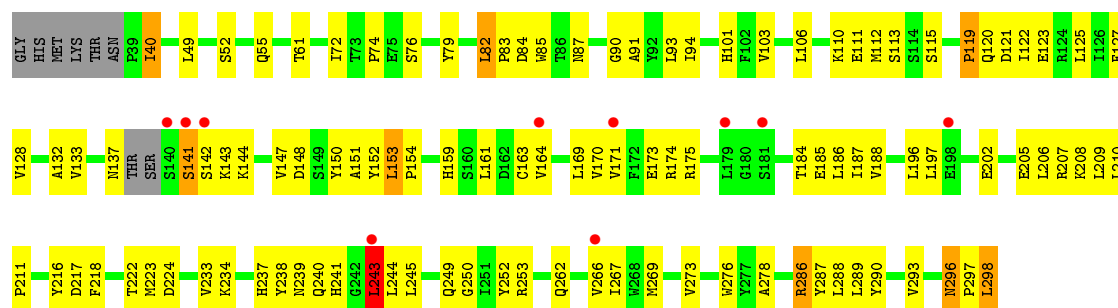 GLY HIS MET LYS THR ASN P39 I40 L49 S52 Q55 T61 I72 T73 P74 E75 S76 Y79 L82 P83 D84 W85 T86 N87 G90 A91 Y92 L93 I94 H101 F102 V103 L106 K110 E111 M112 S113 S114 S115 P119 Q120 D121 I122 E123 R124 L125 I126 E127
V128 A132 V133 N137 THR SER S140 S141 S142 K143 K144 V147 D148 S149 Y150 A151 Y152 L153 P154 H159 S160 L161 D162 C163 V164 L169 V170 V171 F172 E173 R174 R175 L179 G180 S181 T184 E185 L186 I187 V188 L196 L197 E198 E202 E205 L206 R207 K208 L209 L210
P211 Y216 D217 F218 T222 M223 D224 V233 K234 H237 Y238 N239 Q240 H241 G242 L243 L244 L245 Q249 G250 I251 Y252 R253 Q262 V266 I267 W268 M269 V273 W276 Y277 A278 R286 Y287 L288 L289 Y290 V293 N296 P297 L298